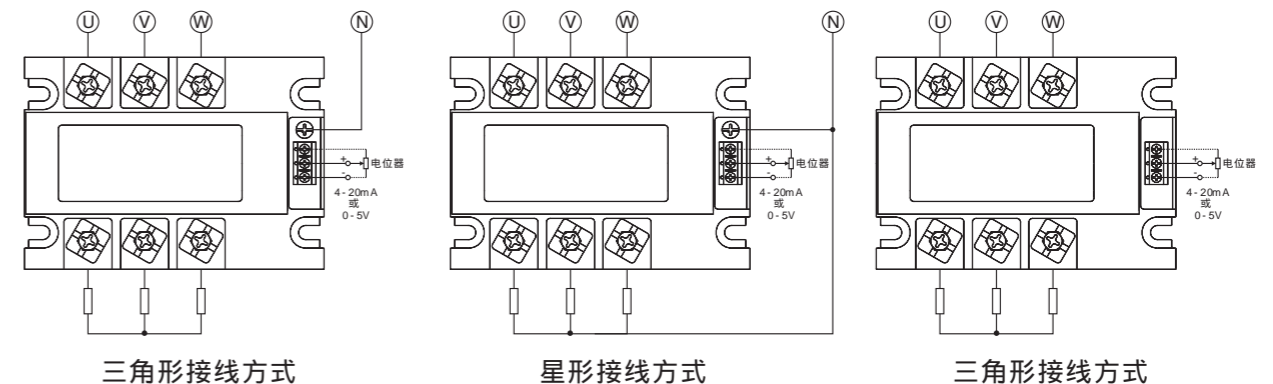 U V W N
U V W N
U V W
+
电位器
-
4-20mA
或
0-5V
+
电位器
-
4-20mA
或
0-5V
+
电位器
-
4-20mA
或
0-5V
三角形接线方式
星形接线方式
三角形接线方式